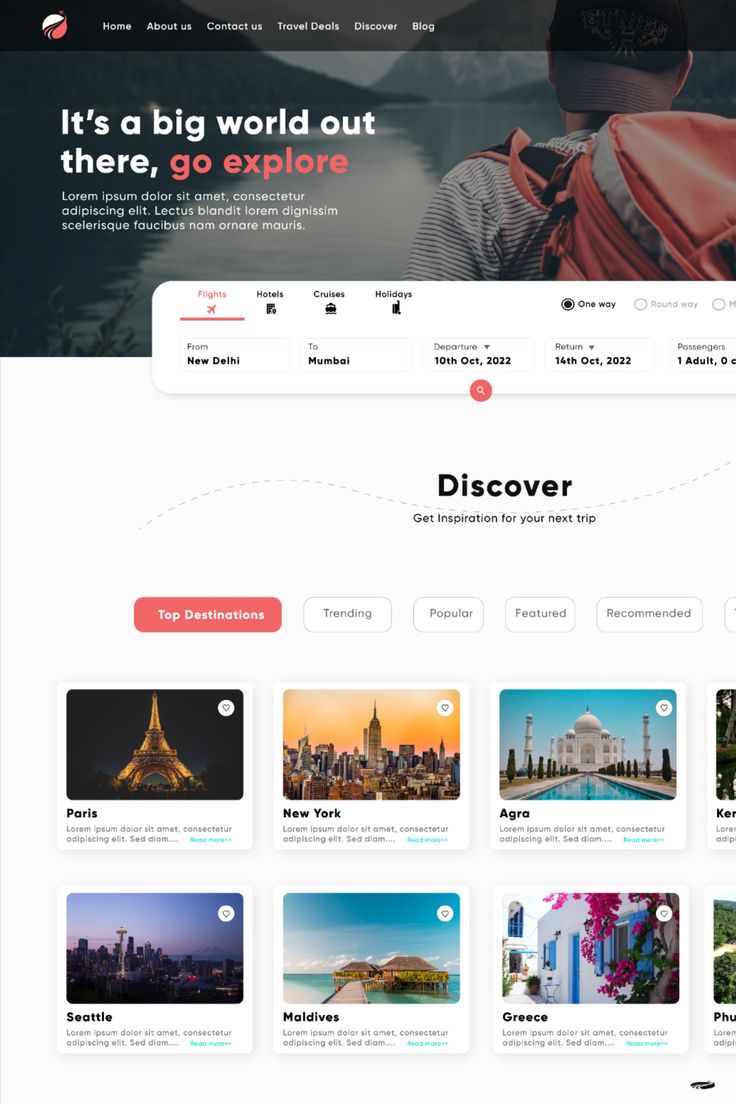 Home About us Contact us Travel Deals Discover Blog
ETNIES
It's a big world out
there, go explore
Lorem ipsum dolor sit amet, consectetur
adipiscing elit. Lectus blandit lorem dignissim
scelerisque faucibus nam ornare mauris.
Flights Hotels Cruises Holidays One way Round way M
From To Departure Return Passengers
New Delhi Mumbai 10th Oct, 2022 14th Oct, 2022 1 Adult, 0 c
Discover
Get Inspiration for your next trip
Top Destinations Trending Popular Featured Recommended
Paris New York Agra Ker
Lorem ipsum dolor sit amet, consectetur Lorem ipsum dolor sit amet, consectetur Lorem ipsum dolor sit amet, consectetur
adipiscing elit. Sed diam.... Read more>> adipiscing elit. Sed diam.... Read more>> adipiscing elit. Sed diam.... Read more>>
Seattle Maldives Greece Phu
Lorem ipsum dolor sit amet, consectetur Lorem ipsum dolor sit amet, consectetur Lorem ipsum dolor sit amet, consectetur
adipiscing elit. Sed diam.... Read more>> adipiscing elit. Sed diam.... Read more>> adipiscing elit. Sed diam.... Read more>>